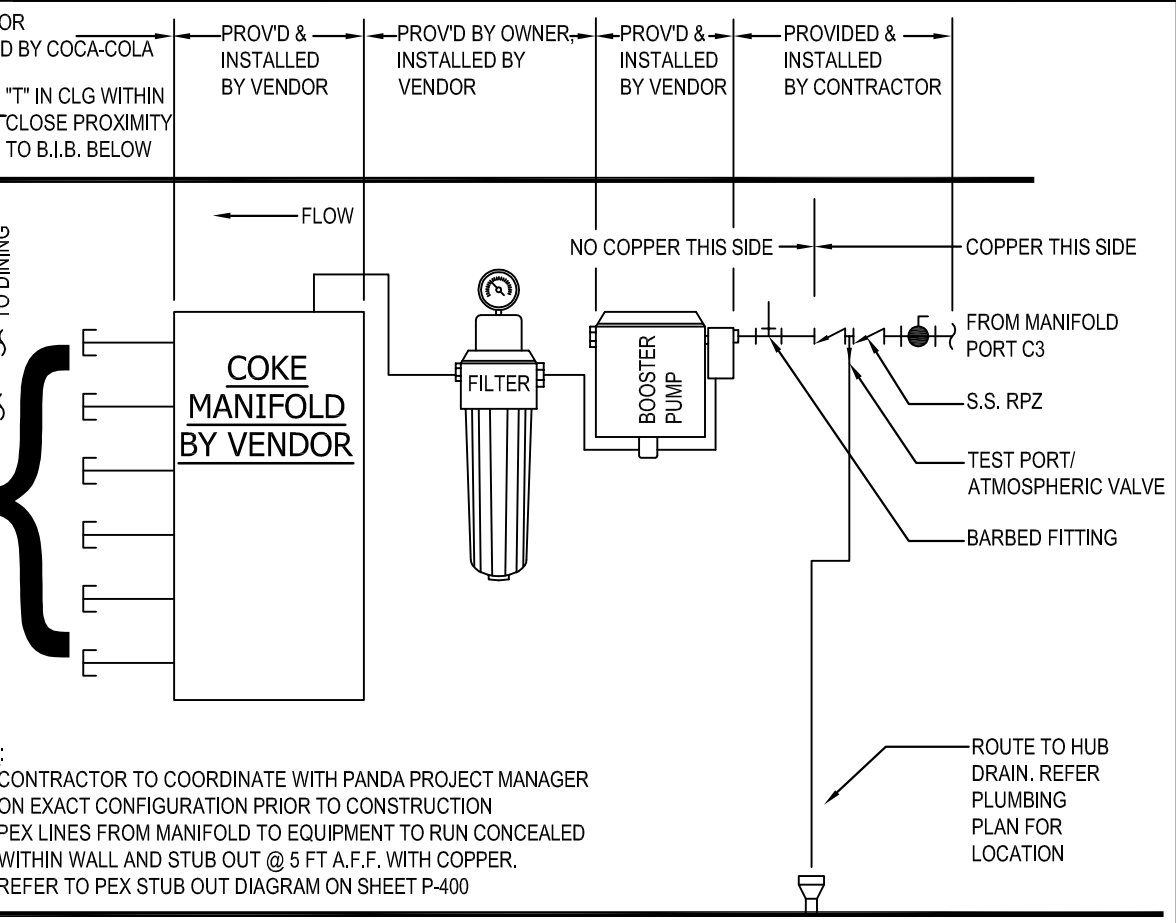 OR
D BY COCA-COLA
"T" IN CLG WITHIN
CLOSE PROXIMITY
TO B.I.B. BELOW
PROV'D &
INSTALLED
BY VENDOR
PROV'D BY OWNER,
INSTALLED BY
VENDOR
PROV'D &
INSTALLED
BY VENDOR
PROVIDED &
INSTALLED
BY CONTRACTOR
FLOW
NO COPPER THIS SIDE
COPPER THIS SIDE
TO DINING
COKE
MANIFOLD
BY VENDOR
FILTER
BOOSTER
PUMP
FROM MANIFOLD
PORT C3
S.S. RPZ
TEST PORT/
ATMOSPHERIC VALVE
BARBED FITTING
ROUTE TO HUB
DRAIN. REFER
PLUMBING
PLAN FOR
LOCATION
:
CONTRACTOR TO COORDINATE WITH PANDA PROJECT MANAGER
ON EXACT CONFIGURATION PRIOR TO CONSTRUCTION
PEX LINES FROM MANIFOLD TO EQUIPMENT TO RUN CONCEALED
WITHIN WALL AND STUB OUT @ 5 FT A.F.F. WITH COPPER.
REFER TO PEX STUB OUT DIAGRAM ON SHEET P-400